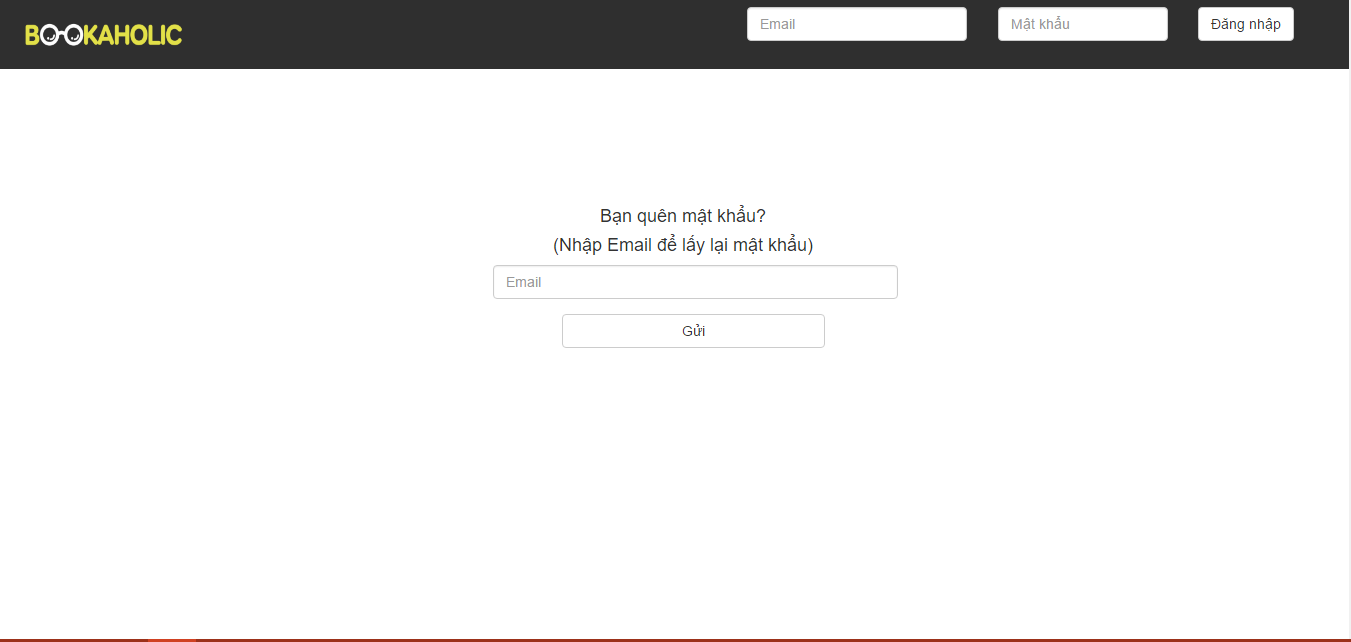 BOOKAHOLIC
Email
Mật khẩu
Đăng nhập
Bạn quên mật khẩu?
(Nhập Email để lấy lại mật khẩu)
Email
Gửi